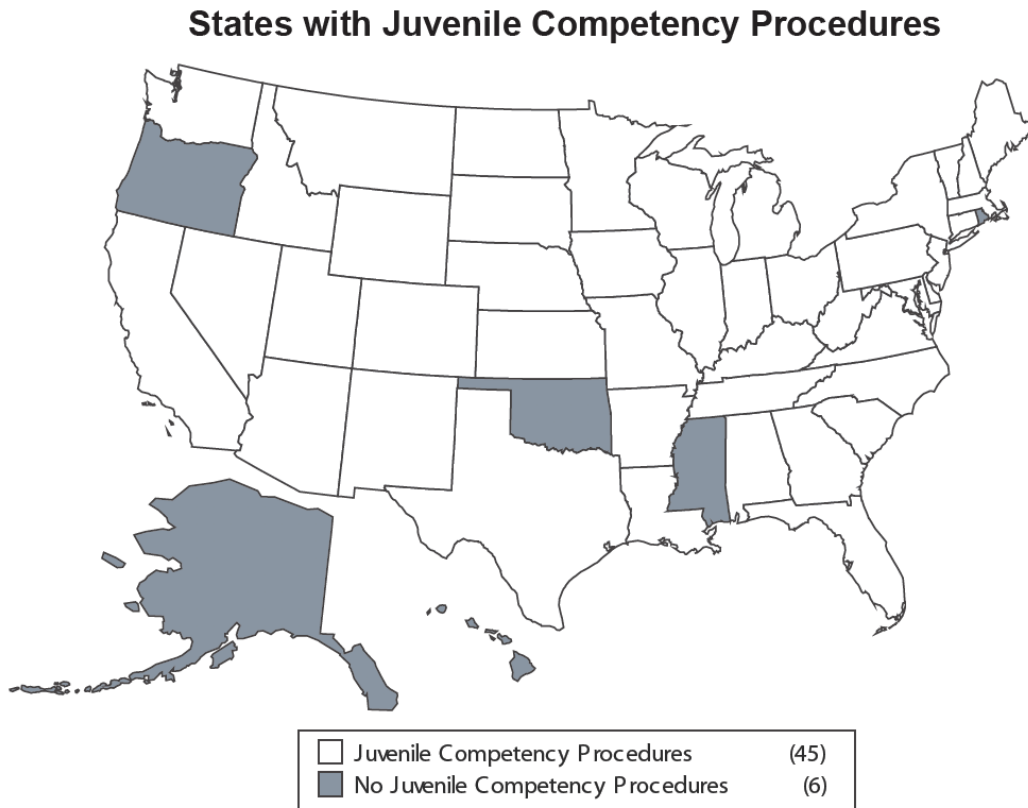 States with Juvenile Competency Procedures
Juvenile Competency Procedures (45)
No Juvenile Competency Procedures (6)